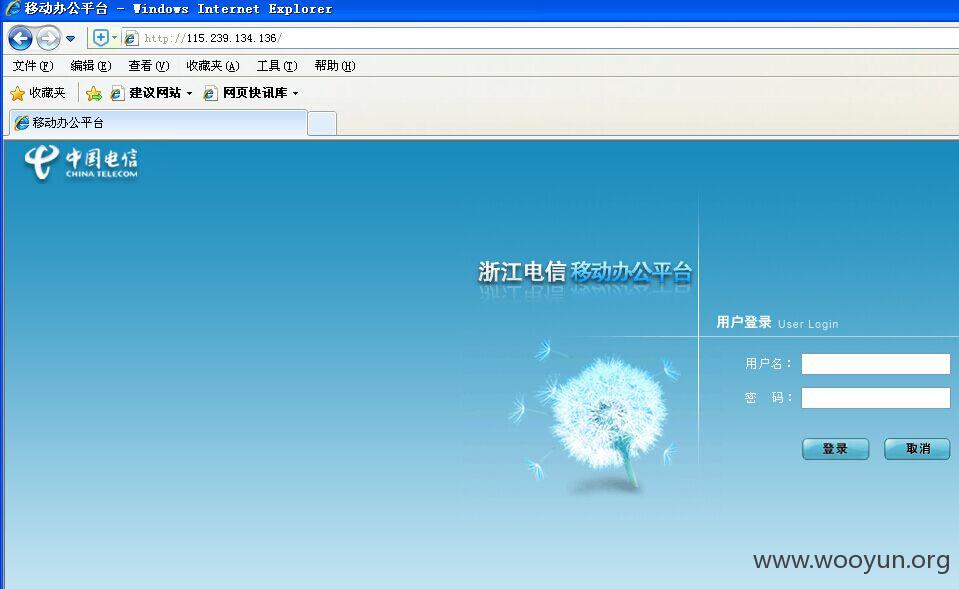 移动办公平台 - Windows Internet Explorer
http://115.239.134.136/
文件(F) 编辑(E) 查看(V) 收藏夹(A) 工具(T) 帮助(H)
收藏夹 建议网站 网页快讯库
移动办公平台
中国电信
CHINA TELECOM
浙江电信 移动办公平台
用户登录 User Login
用户名：
密 码：
登录 取消
www.wooyun.org